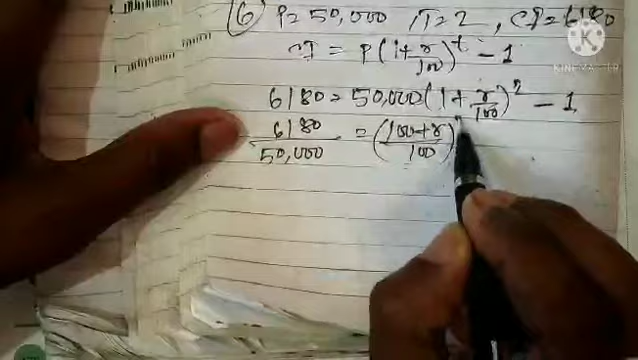 (6) P = 50,000, T = 2, CI = 6180
CI = P(1+r/100)^t - 1
6180 = 50,000(1+r/100)^2 - 1
6180/50,000 = (100+r/100)
KINEMASTER